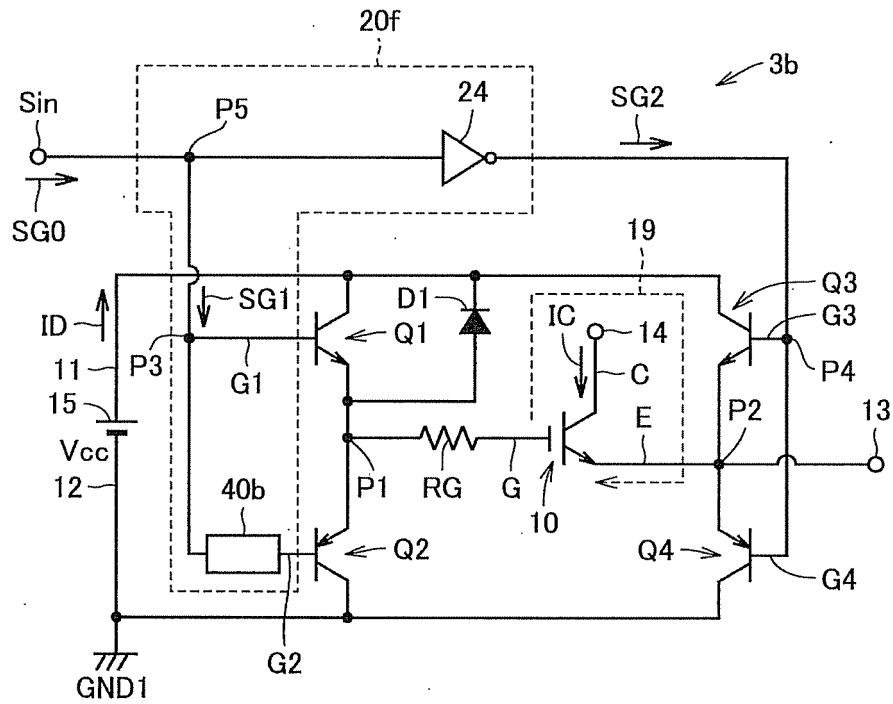 20f
3b
Sin
P5
24
SG2
SG0
19
SG1
D1
Q3
ID
IC
14
G3
P3
Q1
11
G1
C
P4
15
E
P2
13
Vcc
P1
RG
G
12
40b
10
Q2
Q4
G4
G2
GND1